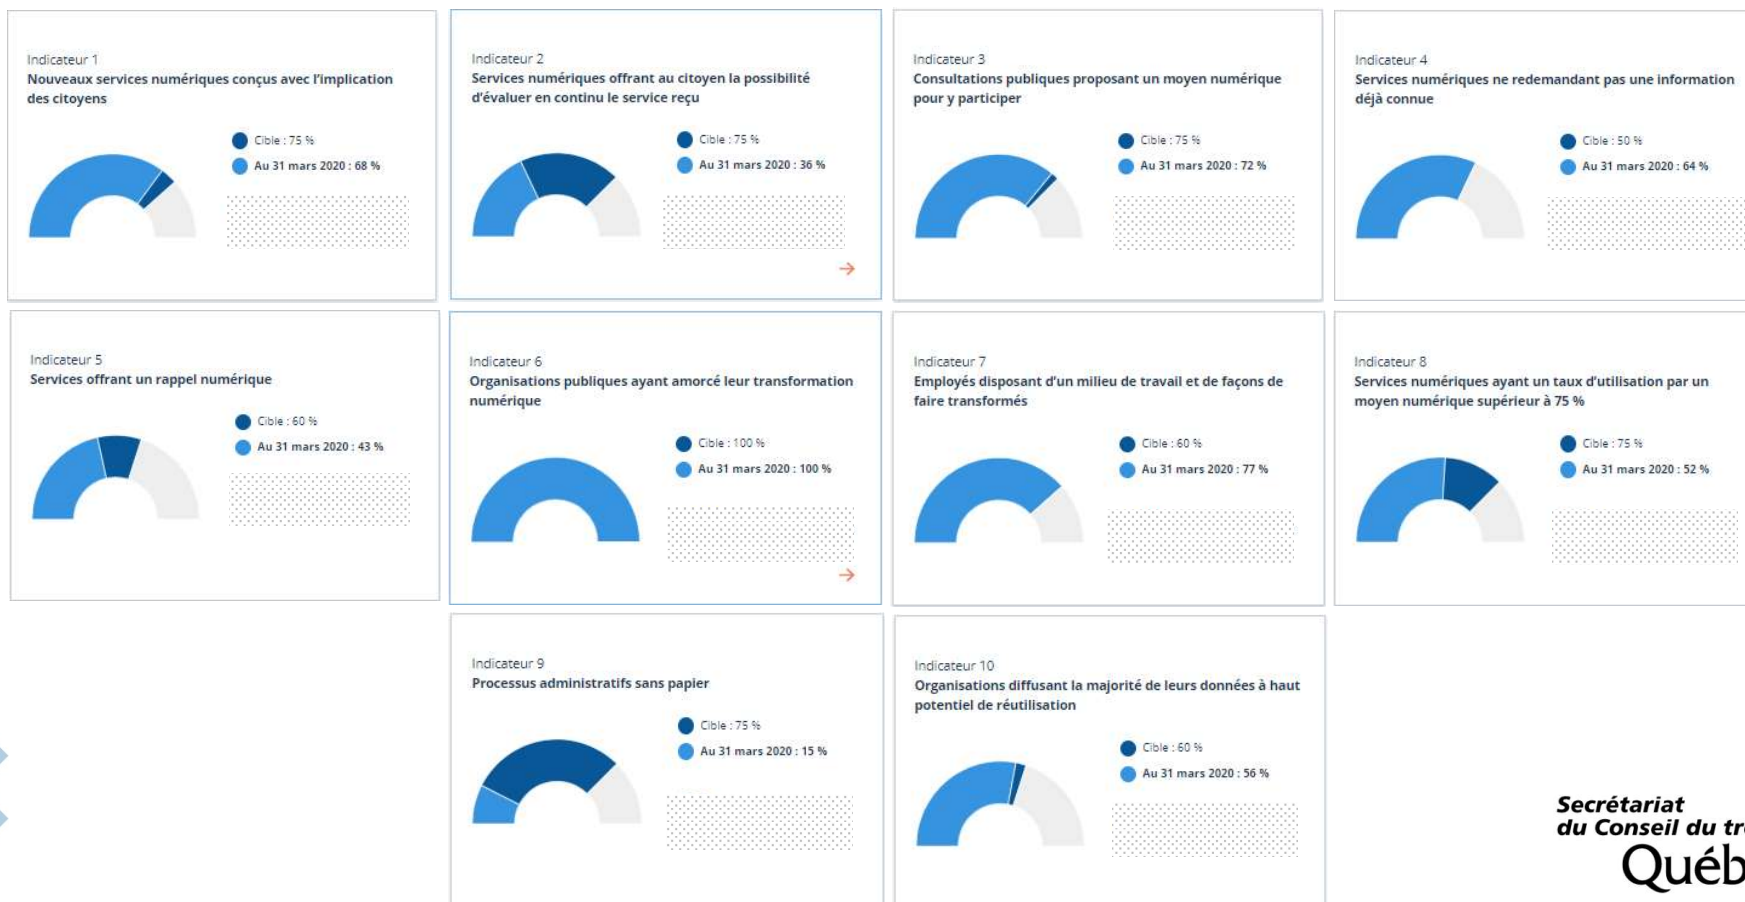 Indicateur 1
Nouveaux services numériques conçus avec l’implication
des citoyens
Cible : 75 %
Au 31 mars 2020 : 68 %
Indicateur 2
Services numériques offrant au citoyen la possibilité
d’évaluer en continu le service reçu
Cible : 75 %
Au 31 mars 2020 : 36 %
Indicateur 3
Consultations publiques proposant un moyen numérique
pour y participer
Cible : 75 %
Au 31 mars 2020 : 72 %
Indicateur 4
Services numériques ne redemandant pas une information
déjà connue
Cible : 50 %
Au 31 mars 2020 : 64 %
Indicateur 5
Services offrant un rappel numérique
Cible : 60 %
Au 31 mars 2020 : 43 %
Indicateur 6
Organisations publiques ayant amorcé leur transformation
numérique
Cible : 100 %
Au 31 mars 2020 : 100 %
Indicateur 7
Employés disposant d’un milieu de travail et de façons de
faire transformés
Cible : 60 %
Au 31 mars 2020 : 77 %
Indicateur 8
Services numériques ayant un taux d’utilisation par un
moyen numérique supérieur à 75 %
Cible : 75 %
Au 31 mars 2020 : 52 %
Indicateur 9
Processus administratifs sans papier
Cible : 75 %
Au 31 mars 2020 : 15 %
Indicateur 10
Organisations diffusant la majorité de leurs données à haut
potentiel de réutilisation
Cible : 60 %
Au 31 mars 2020 : 56 %
Secrétariat
du Conseil du